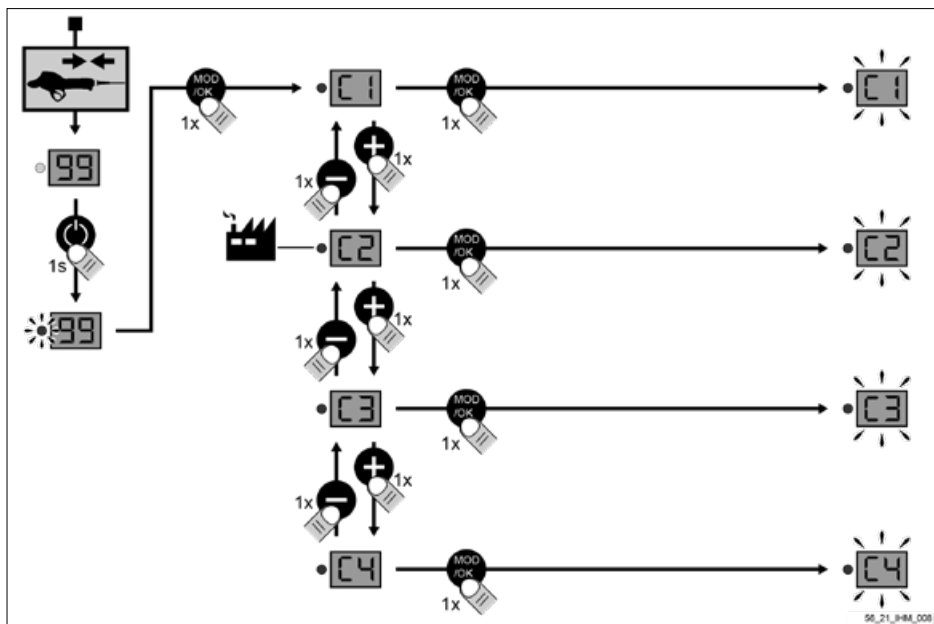 MOD
/OK
1x
C1
MOD
/OK
1x
C1
99
1x
1x
1s
C2
MOD
/OK
1x
C2
99
1x
1x
C3
MOD
/OK
1x
C3
1x
1x
C4
MOD
/OK
1x
C4
56_21_IHM_008